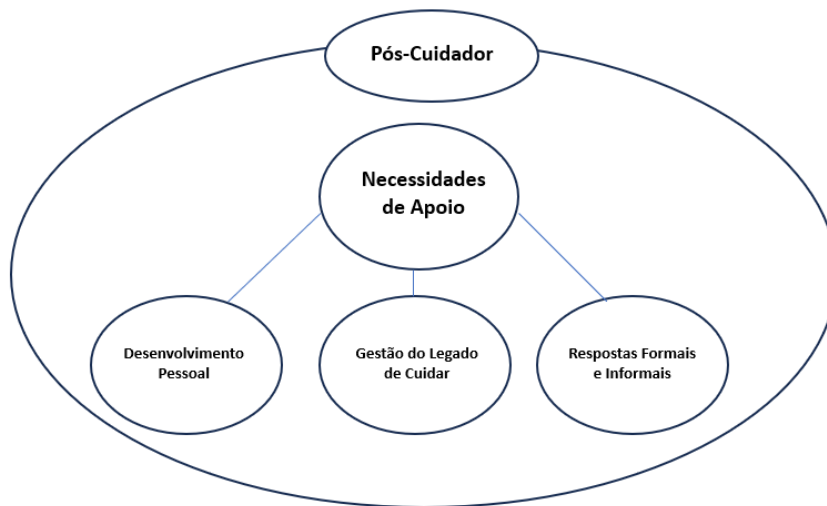 Pós-Cuidador
Necessidades
de Apoio
Desenvolvimento
Pessoal
Gestão do Legado
de Cuidar
Respostas Formais
e Informais